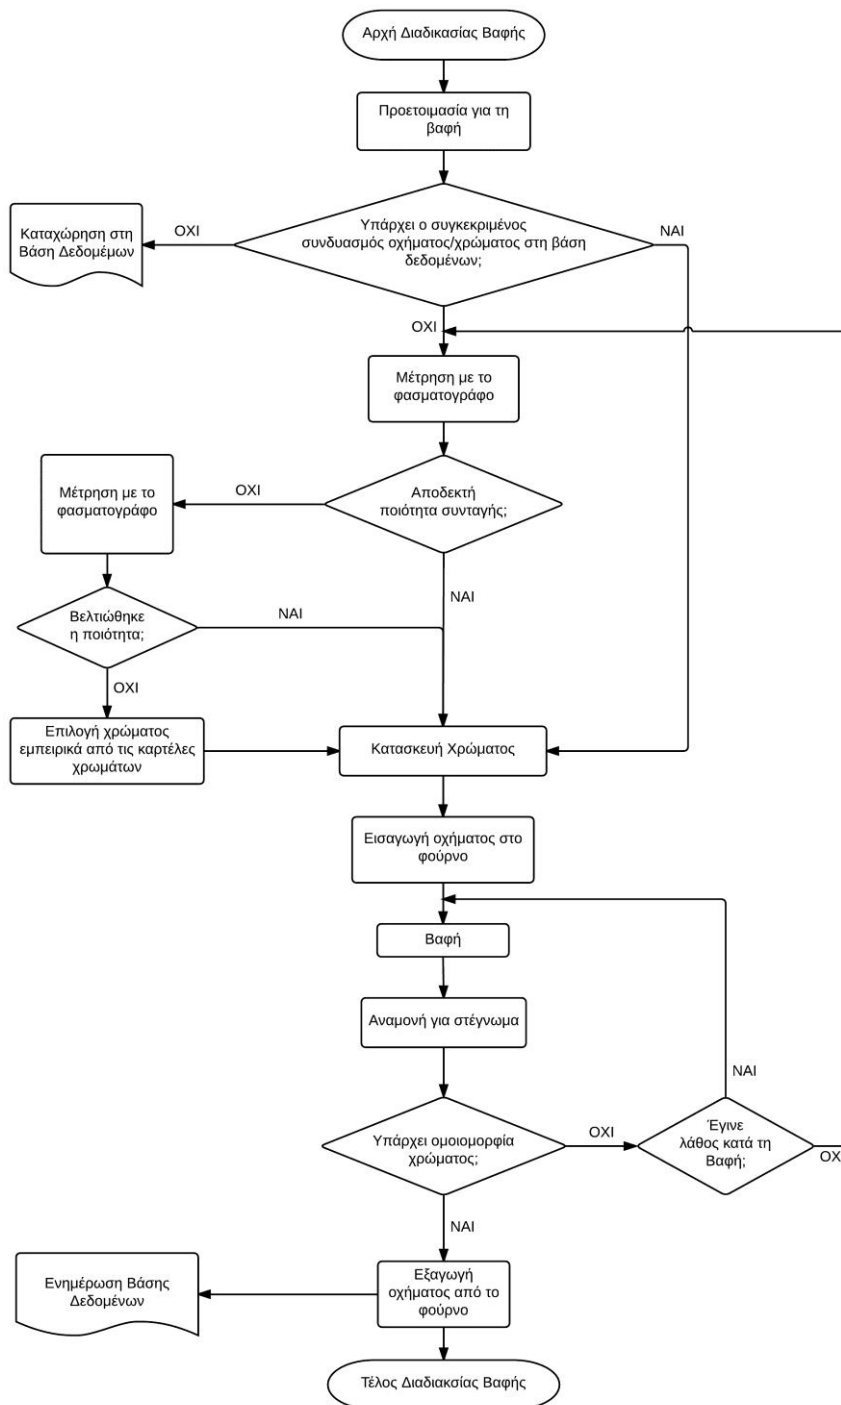 Αρχή Διαδικασίας Βαφής
Προετοιμασία για τη
βαφή
Υπάρχει ο συγκεκριμένος
συνδυασμός οχήματος/χρώματος στη βάση
δεδομένων;
ΟΧΙ
ΝΑΙ
Καταχώρηση στη
Βάση Δεδομέμων
ΟΧΙ
Μέτρηση με το
φασματογράφο
Αποδεκτή
ποιότητα συνταγής;
ΟΧΙ
Μέτρηση με το
φασματογράφο
ΝΑΙ
Βελτιώθηκε
η ποιότητα;
ΝΑΙ
ΟΧΙ
Επιλογή χρώματος
εμπειρικά από τις καρτέλες
χρωμάτων
Κατασκευή Χρώματος
Εισαγωγή οχήματος στο
φούρνο
Βαφή
Αναμονή για στέγνωμα
Υπάρχει ομοιομορφία
χρώματος;
ΟΧΙ
Έγινε
λάθος κατά τη
Βαφή;
ΝΑΙ
ΟΧ
ΝΑΙ
Εξαγωγή
οχήματος από το
φούρνο
Ενημέρωση Βάσης
Δεδομένων
Τέλος Διαδιακσίας Βαφής